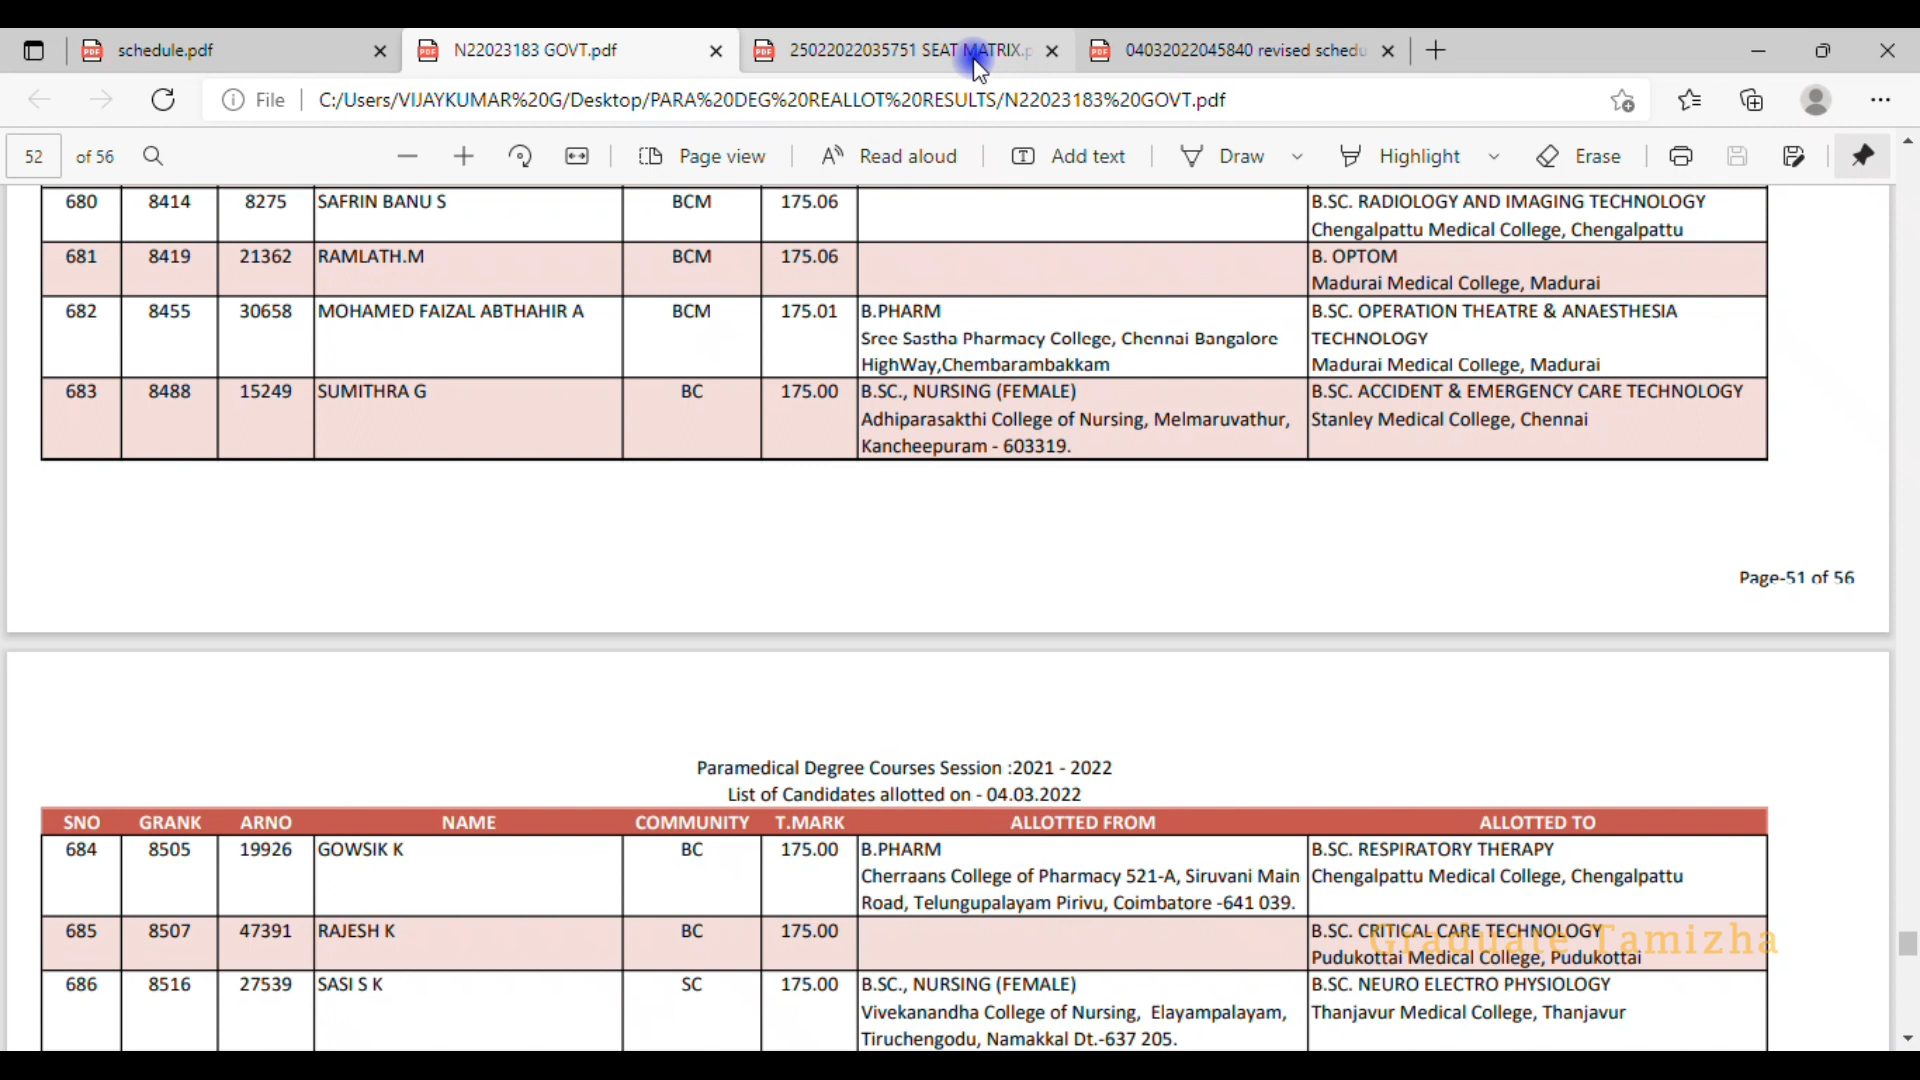 schedule.pdf
N22023183 GOVT.pdf
25022022035751 SEAT MATRIX.p
04032022045840 revised schedu
File
C:/Users/VIJAYKUMAR%20G/Desktop/PARA%20DEG%20REALLOT%20RESULTS/N22023183%20GOVT.pdf
52 of 56 Page view Read aloud Add text Draw Highlight Erase
680 8414 8275 SAFRIN BANU S BCM 175.06 B.SC. RADIOLOGY AND IMAGING TECHNOLOGY
Chengalpattu Medical College, Chengalpattu
681 8419 21362 RAMLATH.M BCM 175.06 B. OPTOM
Madurai Medical College, Madurai
682 8455 30658 MOHAMED FAIZAL ABTHAHIR A BCM 175.01 B.PHARM B.SC. OPERATION THEATRE & ANAESTHESIA
Sree Sastha Pharmacy College, Chennai Bangalore TECHNOLOGY
HighWay,Chembarambakkam Madurai Medical College, Madurai
683 8488 15249 SUMITHRA G BC 175.00 B.SC., NURSING (FEMALE) B.SC. ACCIDENT & EMERGENCY CARE TECHNOLOGY
Adhiparasakthi College of Nursing, Melmaruvathur, Stanley Medical College, Chennai
Kancheepuram - 603319.
Page-51 of 56
Paramedical Degree Courses Session :2021 - 2022
List of Candidates allotted on - 04.03.2022
SNO GRANK ARNO NAME COMMUNITY T.MARK ALLOTTED FROM ALLOTTED TO
684 8505 19926 GOWSIK K BC 175.00 B.PHARM B.SC. RESPIRATORY THERAPY
Cherraans College of Pharmacy 521-A, Siruvani Main Chengalpattu Medical College, Chengalpattu
Road, Telungupalayam Pirivu, Coimbatore -641 039.
685 8507 47391 RAJESH K BC 175.00 B.SC. CRITICAL CARE TECHNOLOGY
Graduate Tamizha
Pudukottai Medical College, Pudukottai
686 8516 27539 SASI S K SC 175.00 B.SC., NURSING (FEMALE) B.SC. NEURO ELECTRO PHYSIOLOGY
Vivekanandha College of Nursing, Elayampalayam, Thanjavur Medical College, Thanjavur
Tiruchengodu, Namakkal Dt.-637 205.